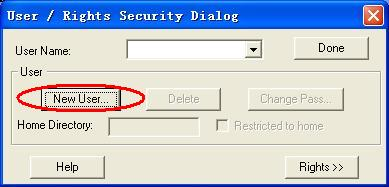 User / Rights Security Dialog
User Name: Done
User
New User... Delete Change Pass...
Home Directory: Restricted to home
Help Rights >>